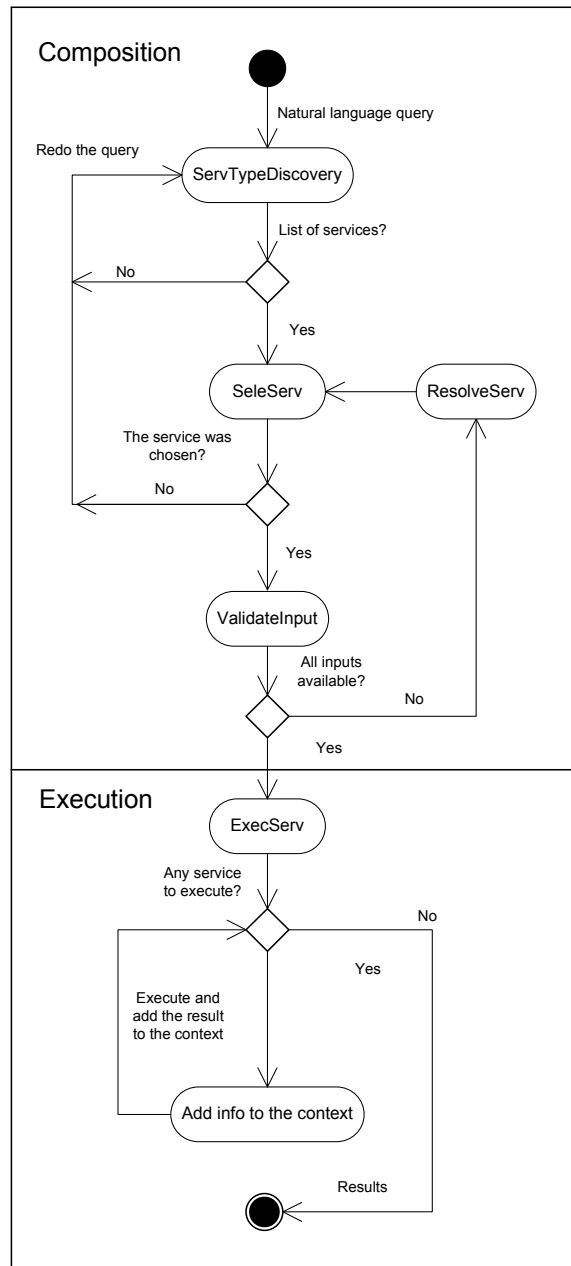 Composition
Natural language query
Redo the query
ServTypeDiscovery
List of services?
No
Yes
SeleServ
ResolveServ
The service was
chosen?
No
Yes
ValidateInput
All inputs
available?
No
Yes
Execution
ExecServ
Any service
to execute?
No
Yes
Execute and
add the result
to the context
Add info to the context
Results